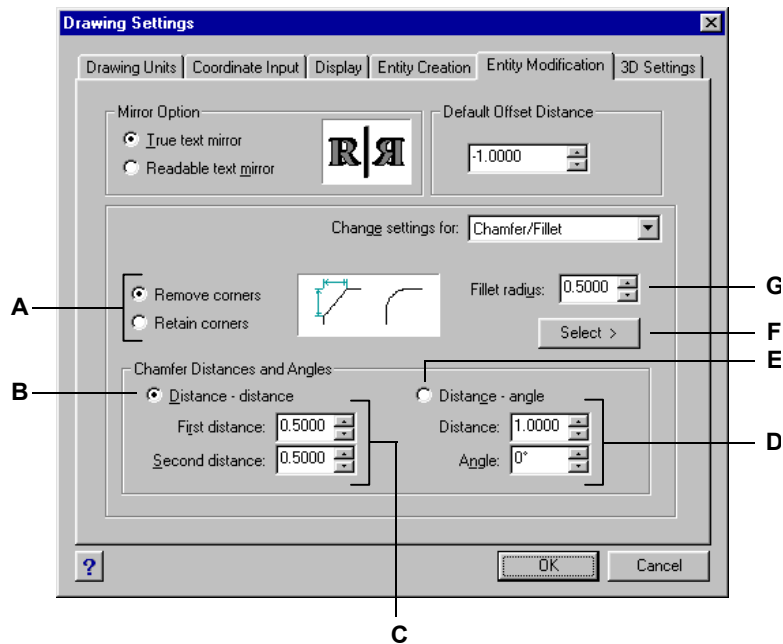 Drawing Settings
Drawing Units Coordinate Input Display Entity Creation Entity Modification 3D Settings
Mirror Option
True text mirror
Readable text mirror
R R
Default Offset Distance
-1.0000
Change settings for: Chamfer/Fillet
A
Remove corners
Retain corners
Fillet radius: 0.5000
G
Select >
F
E
Chamfer Distances and Angles
B
Distance - distance
First distance: 0.5000
Second distance: 0.5000
Distance - angle
Distance: 1.0000
Angle: 0°
D
? OK Cancel
C